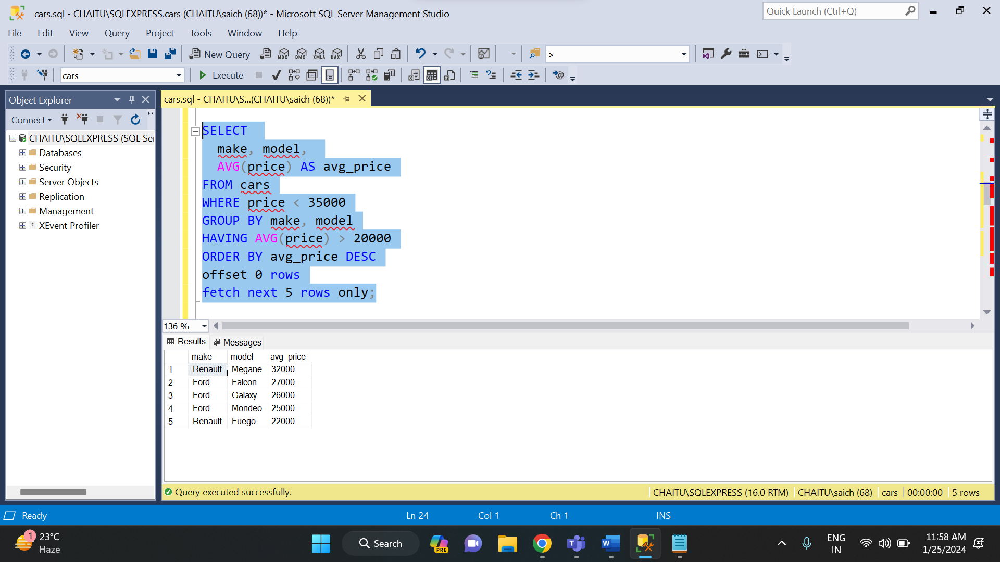 cars.sql - CHAITU\SQLEXPRESS.cars (CHAITU\saich (68))* - Microsoft SQL Server Management Studio
Quick Launch (Ctrl+Q)
File Edit View Query Project Tools Window Help
New Query MDX DMX XMLA DAX >
cars Execute
Object Explorer
cars.sql - CHAITU\S...(CHAITU\saich (68))*
Connect
CHAITU\SQLEXPRESS (SQL Ser
Databases
Security
Server Objects
Replication
Management
XEvent Profiler
SELECT
make, model,
AVG(price) AS avg_price
FROM cars
WHERE price < 35000
GROUP BY make, model
HAVING AVG(price) > 20000
ORDER BY avg_price DESC
offset 0 rows
fetch next 5 rows only;
136 %
Results Messages
make model avg_price
1 Renault Megane 32000
2 Ford Falcon 27000
3 Ford Galaxy 26000
4 Ford Mondeo 25000
5 Renault Fuego 22000
Query executed successfully. CHAITU\SQLEXPRESS (16.0 RTM) CHAITU\saich (68) cars 00:00:00 5 rows
Ready Ln 24 Col 1 Ch 1 INS
1 23°C
Haze
Search
PRE
ENG
IN
11:58 AM
1/25/2024